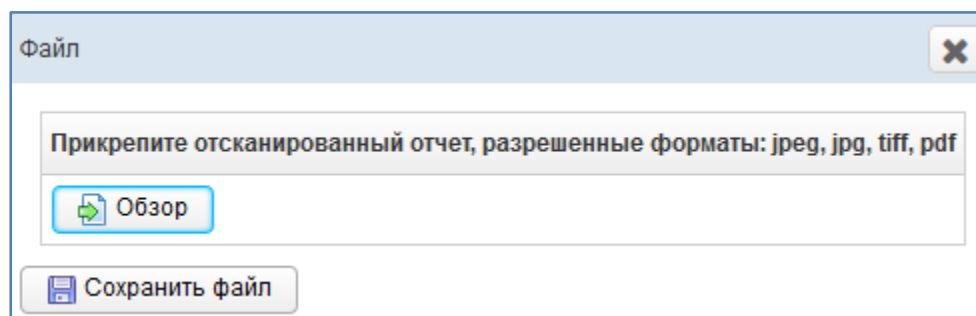 Файл
Прикрепите отсканированный отчет, разрешенные форматы: jpeg, jpg, tiff, pdf
Обзор
Сохранить файл